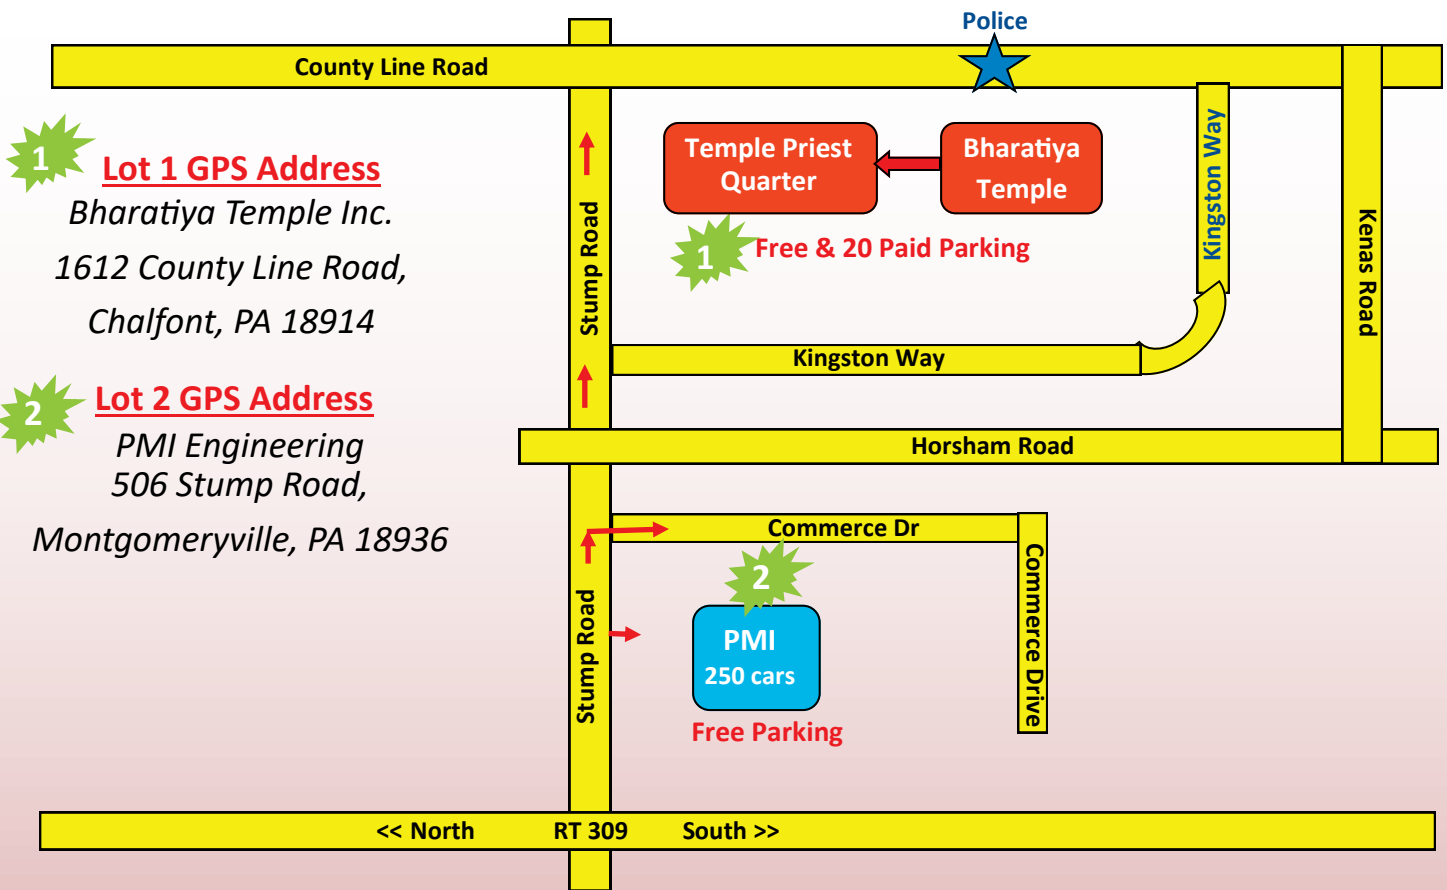 Police
County Line Road
1
Lot 1 GPS Address
Bharatiya Temple Inc.
1612 County Line Road,
Chalfont, PA 18914
2
Lot 2 GPS Address
PMI Engineering
506 Stump Road,
Montgomeryville, PA 18936
Stump Road
Temple Priest
Quarter
Bharatiya
Temple
1
Free & 20 Paid Parking
Kingston Way
Kenas Road
Kingston Way
Horsham Road
Commerce Dr
Commerce Drive
2
PMI
250 cars
Free Parking
Stump Road
<< North RT 309 South >>